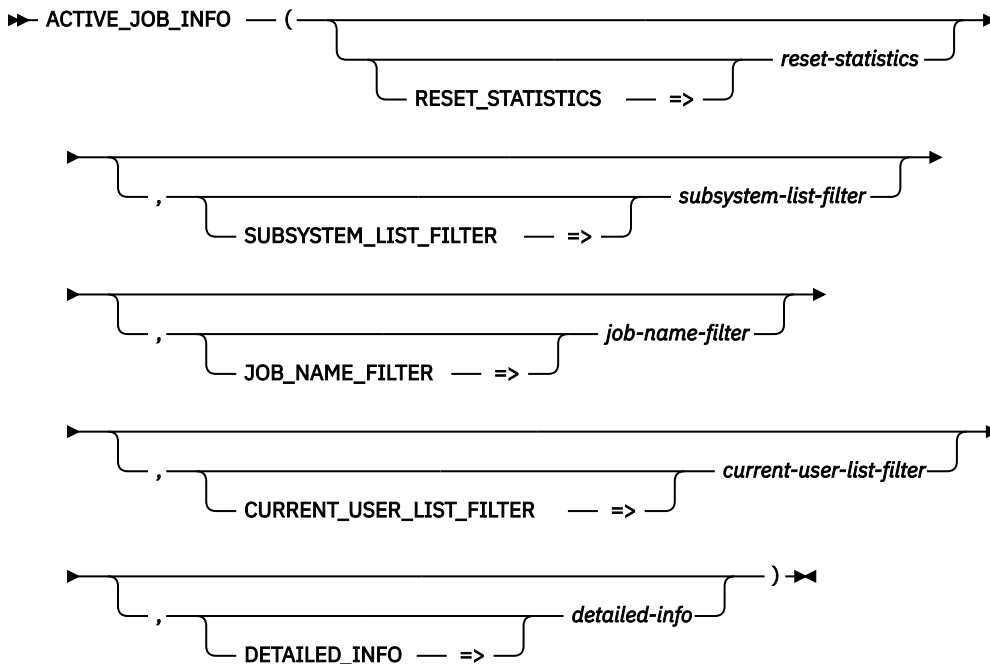 ACTIVE_JOB_INFO (
reset-statistics
RESET_STATISTICS =>
, subsystem-list-filter
SUBSYSTEM_LIST_FILTER =>
, job-name-filter
JOB_NAME_FILTER =>
, current-user-list-filter
CURRENT_USER_LIST_FILTER =>
)
, detailed-info
DETAILED_INFO =>